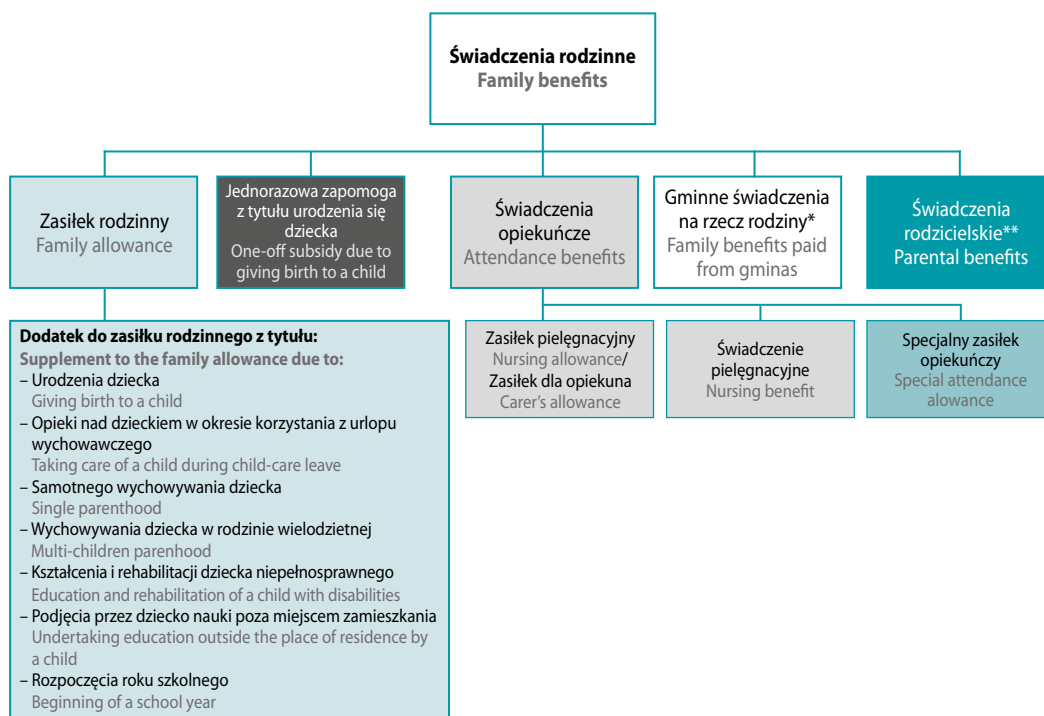 Świadczenia rodzinne
Family benefits
Zasiłek rodzinny
Family allowance
Jednorazowa zapomoga
z tytułu urodzenia się
dziecka
One-off subsidy due to
giving birth to a child
Świadczenia
opiekuńcze
Attendance benefits
Gminne świadczenia
na rzecz rodziny*
Family benefits paid
from gminas
Świadczenia
rodzicielskie**
Parental benefits
Dodatek do zasiłku rodzinnego z tytułu:
Supplement to the family allowance due to:
– Urodzenia dziecka
Giving birth to a child
– Opieki nad dzieckiem w okresie korzystania z urlopu
wychowawczego
Taking care of a child during child-care leave
– Samotnego wychowywania dziecka
Single parenthood
– Wychowywania dziecka w rodzinie wielodzietnej
Multi-children parenhood
– Kształcenia i rehabilitacji dziecka niepełnosprawnego
Education and rehabilitation of a child with disabilities
– Podjęcia przez dziecko nauki poza miejscem zamieszkania
Undertaking education outside the place of residence by
a child
– Rozpoczęcia roku szkolnego
Beginning of a school year
Zasiłek pielęgnacyjny
Nursing allowance/
Zasiłek dla opiekuna
Carer's allowance
Świadczenie
pielęgnacyjne
Nursing benefit
Specjalny zasiłek
opiekuńczy
Special attendance
alowance